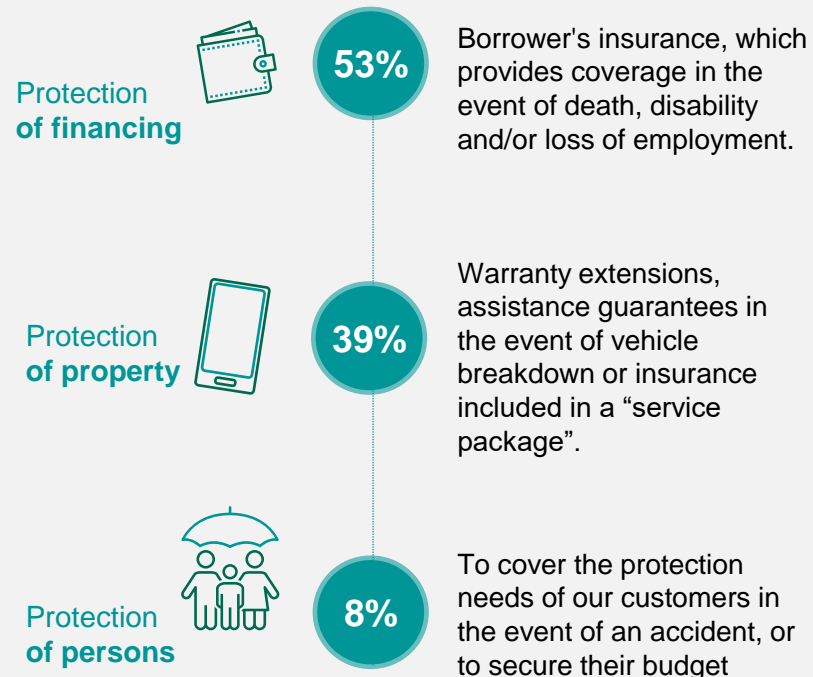 Protection
of financing
53%
Borrower's insurance, which
provides coverage in the
event of death, disability
and/or loss of employment.
Protection
of property
39%
Warranty extensions,
assistance guarantees in
the event of vehicle
breakdown or insurance
included in a “service
package”.
Protection
of persons
8%
To cover the protection
needs of our customers in
the event of an accident, or
to secure their budget